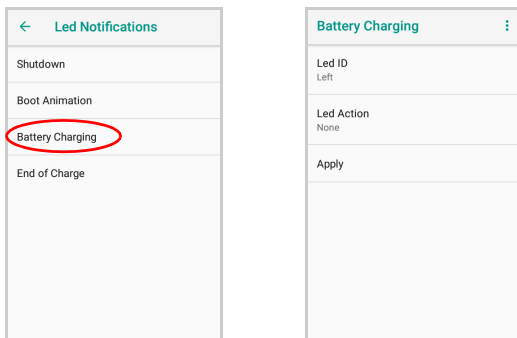 Led Notifications
Shutdown
Boot Animation
Battery Charging
End of Charge
Battery Charging
Led ID
Left
Led Action
None
Apply